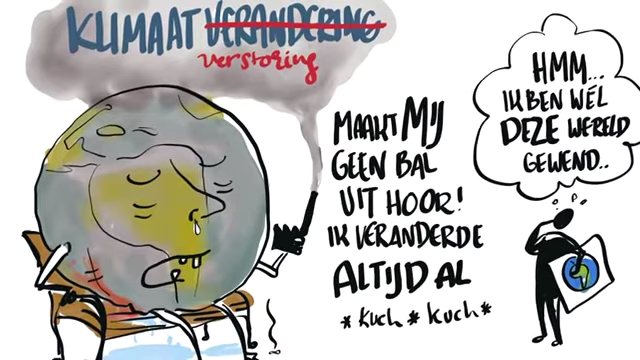 KLIMAAT VERANDERING
verstoring
MAAKT MIJ
GEEN BAL
UIT HOOR!
IK VERANDERDE
ALTIJD AL
*kuch* kuch*
HMM...
IK BEN WÉL
DEZE WERELD
GEWEND..